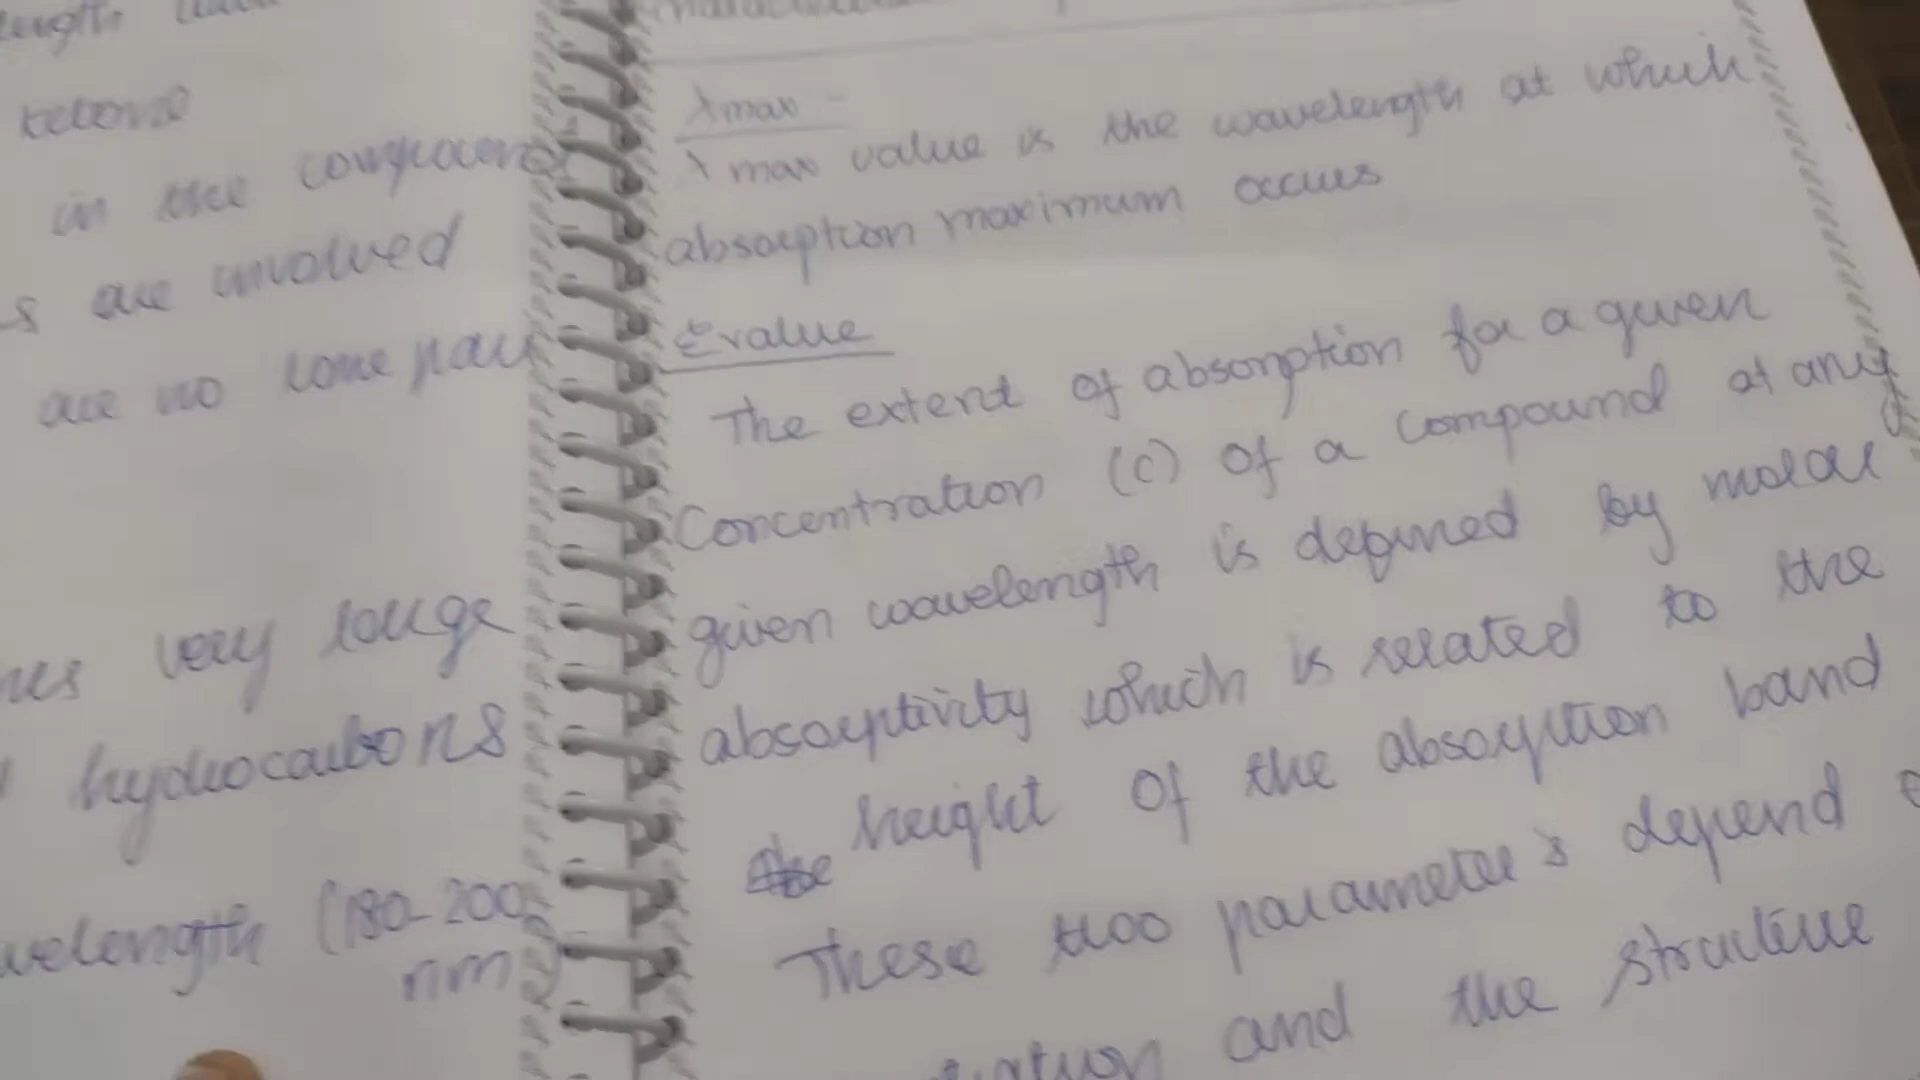 ketone
in the compound
are involved
are no lone pair
very large
hydrocarbons
(180-200
nm)
λmax -
λ max value is the wavelength at which
absorption maximum occurs
Ɛ value
The extent of absorption for a given
Concentration (C) of a compound at any
given wavelength is defined by molar
absorptivity which is related to the
height of the absorption band
These two parameter's depend
and the structure